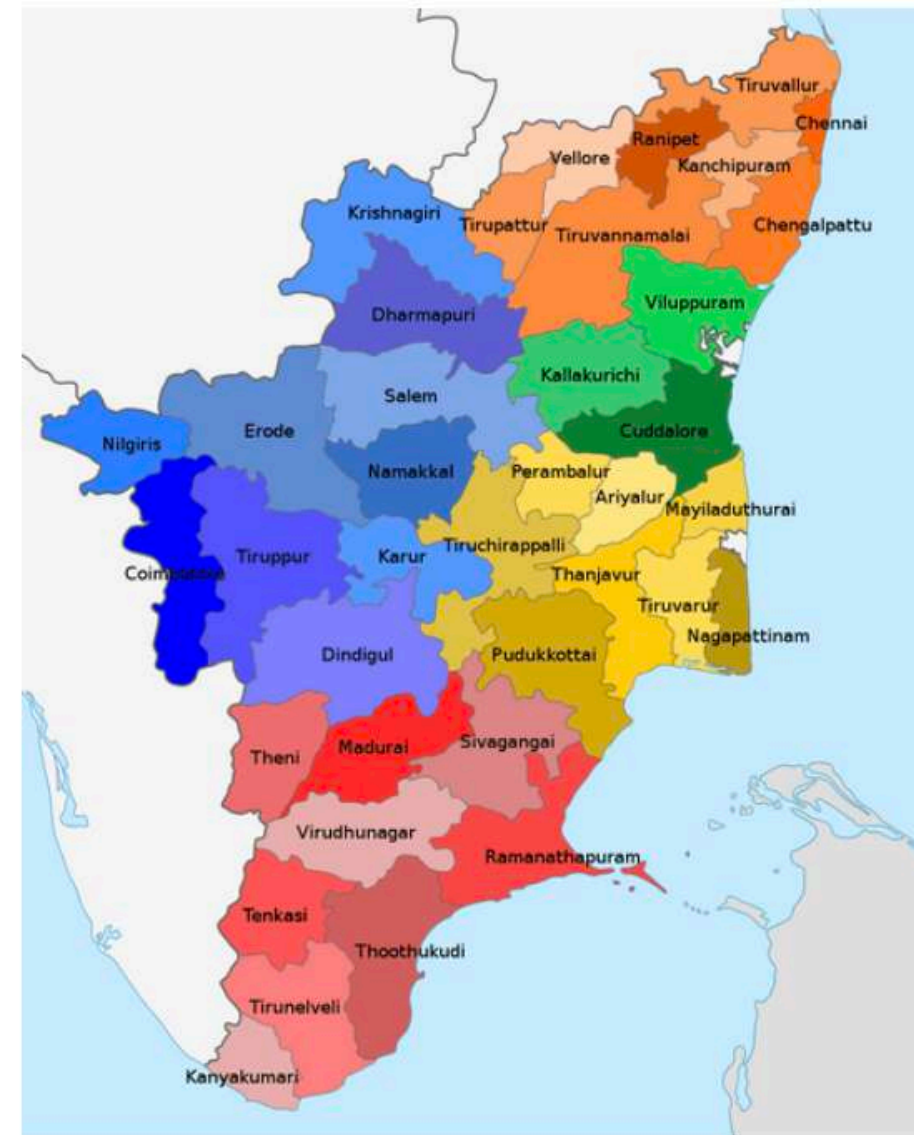 Tiruvallur
Chennai
Ranipet
Vellore
Kanchipuram
Krishnagiri
Tirupattur
Tiruvannamalai
Chengalpattu
Viluppuram
Dharmapuri
Kallakurichi
Salem
Cuddalore
Erode
Nilgiris
Namakkal
Perambalur
Ariyalur
Mayiladuthurai
Tiruchirappalli
Karur
Tiruppur
Coimbatore
Thanjavur
Tiruvarur
Nagapattinam
Dindigul
Pudukkottai
Sivagangai
Madurai
Theni
Virudhunagar
Ramanathapuram
Tenkasi
Thoothukudi
Tirunelveli
Kanyakumari